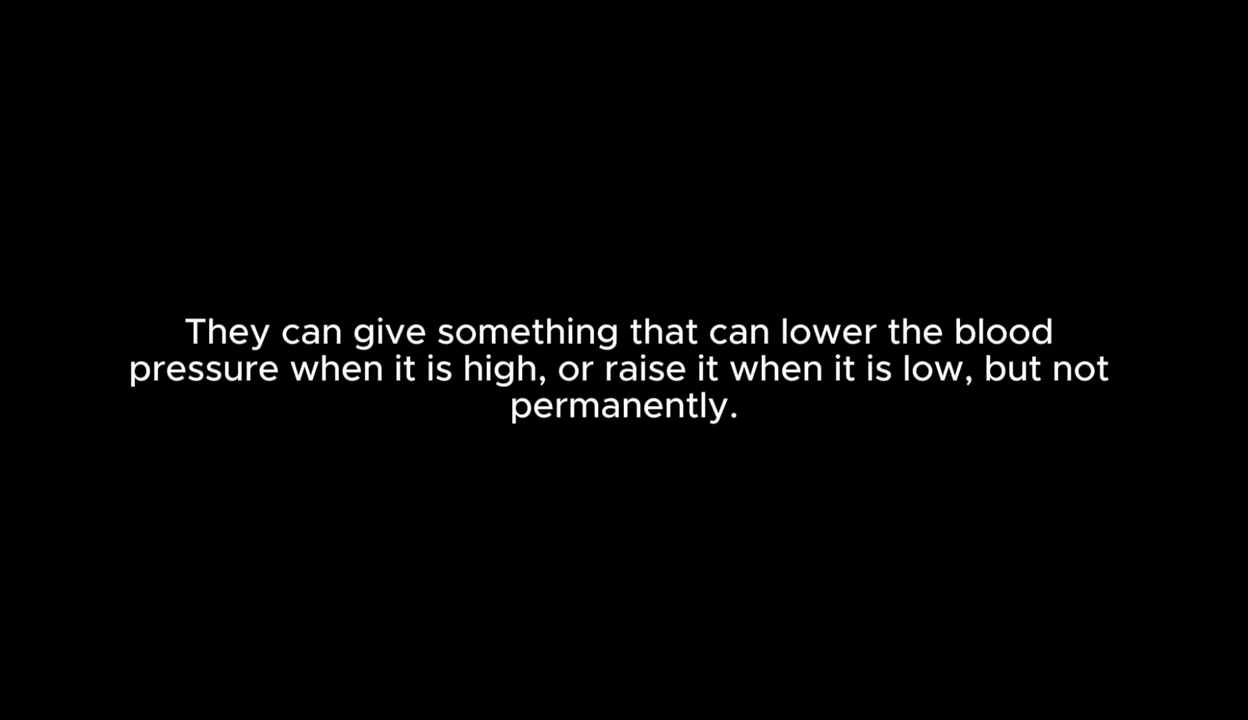 They can give something that can lower the blood
pressure when it is high, or raise it when it is low, but not
permanently.